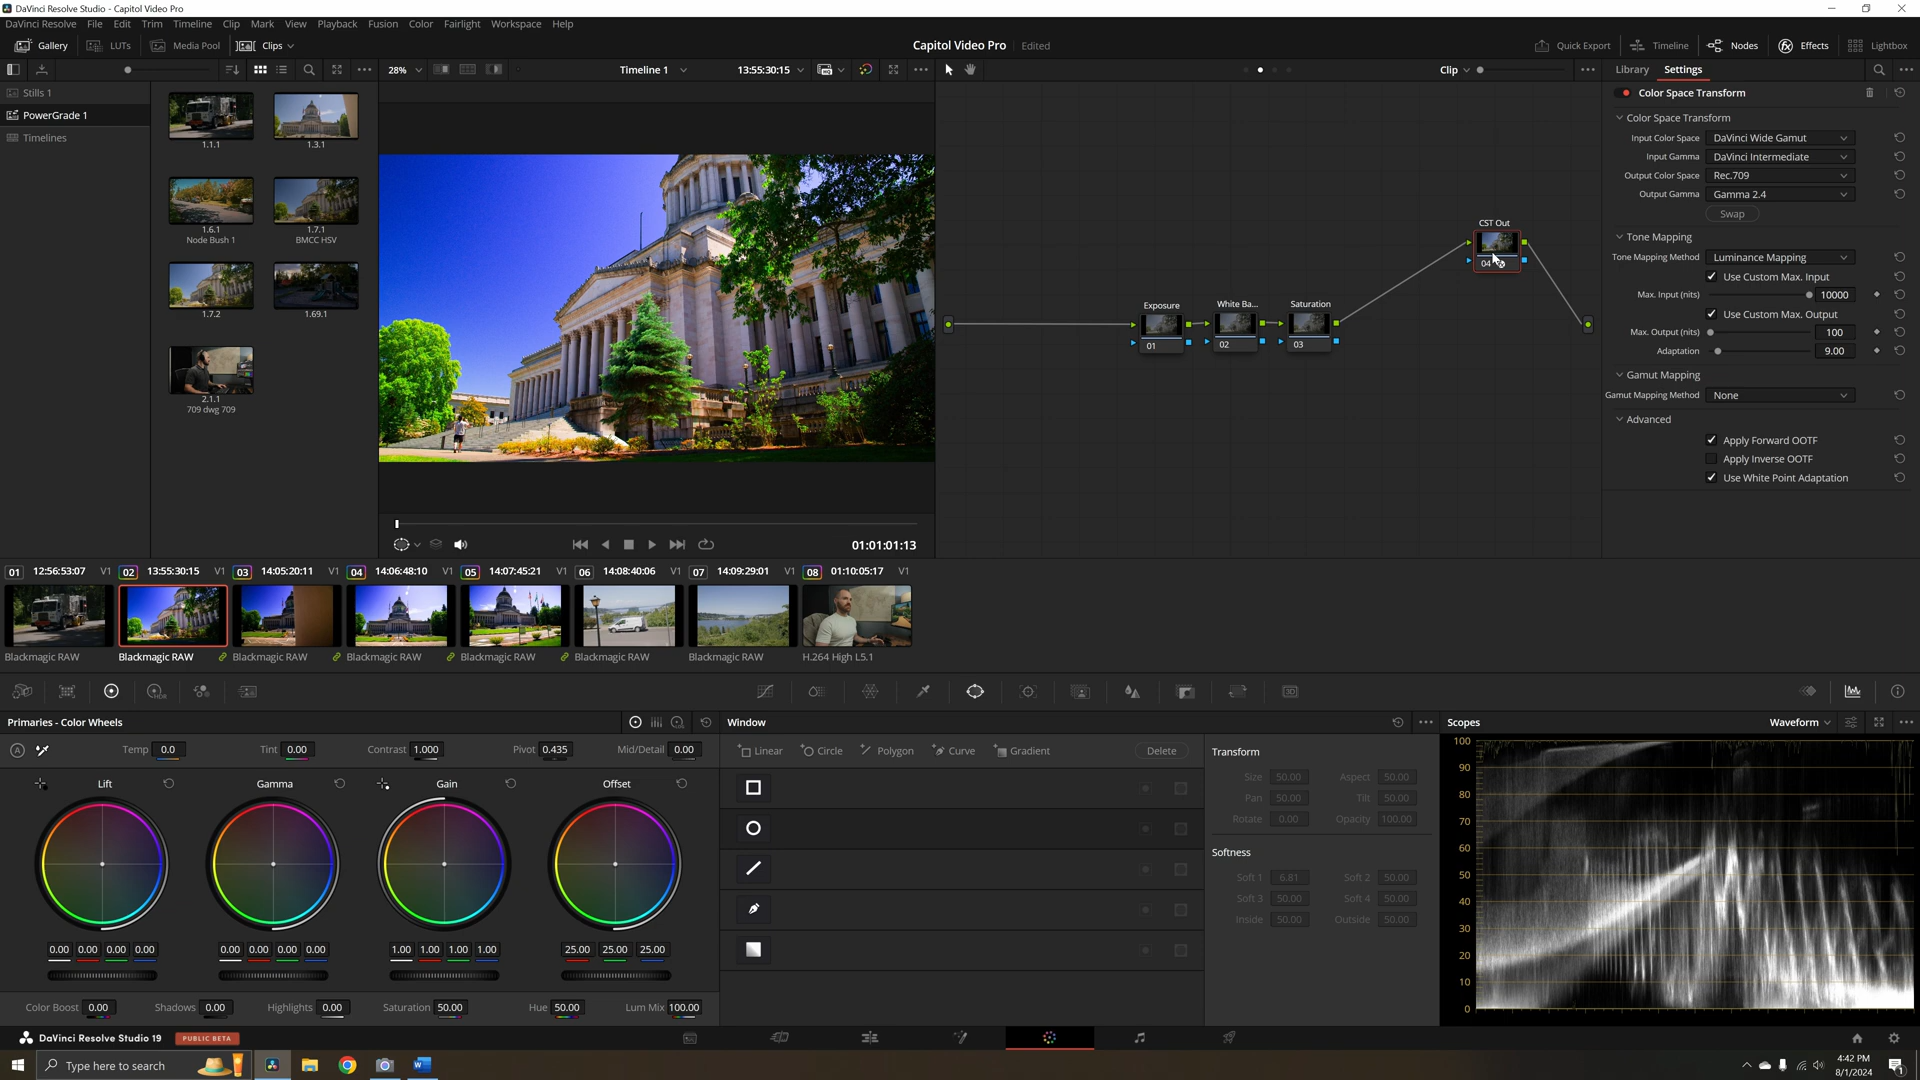 DaVinci Resolve Studio - Capitol Video Pro
DaVinci Resolve File Edit Trim Timeline Clip Mark View Playback Fusion Color Fairlight Workspace Help
Gallery LUTs Media Pool Clips Capitol Video Pro Edited Quick Export Timeline Nodes Effects Lightbox
28% Timeline 1 13:55:30:15 Clip Library Settings
Stills 1
PowerGrade 1
Timelines
1.1.1 1.3.1
1.6.1 1.7.1
Node Bush 1 BMCC HSV
1.7.2 1.69.1
2.1.1
709 dwg 709
01:01:01:13
CST Out
04
Exposure White Ba... Saturation
01 02 03
Color Space Transform
Color Space Transform
Input Color Space DaVinci Wide Gamut
Input Gamma DaVinci Intermediate
Output Color Space Rec.709
Output Gamma Gamma 2.4
Swap
Tone Mapping
Tone Mapping Method Luminance Mapping
Use Custom Max. Input
Max. Input (nits) 10000
Use Custom Max. Output
Max. Output (nits) 100
Adaptation 9.00
Gamut Mapping
Gamut Mapping Method None
Advanced
Apply Forward OOTF
Apply Inverse OOTF
Use White Point Adaptation
01 12:56:53:07 V1 02 13:55:30:15 V1 03 14:05:20:11 V1 04 14:06:48:10 V1 05 14:07:45:21 V1 06 14:08:40:06 V1 07 14:09:29:01 V1 08 01:10:05:17 V1
Blackmagic RAW Blackmagic RAW Blackmagic RAW Blackmagic RAW Blackmagic RAW Blackmagic RAW Blackmagic RAW H.264 High L5.1
Primaries - Color Wheels
Temp 0.0 Tint 0.00 Contrast 1.000 Pivot 0.435 Mid/Detail 0.00
Lift Gamma Gain Offset
0.00 0.00 0.00 0.00 0.00 0.00 0.00 0.00 1.00 1.00 1.00 1.00 25.00 25.00 25.00
Color Boost 0.00 Shadows 0.00 Highlights 0.00 Saturation 50.00 Hue 50.00 Lum Mix 100.00
Window
Linear Circle Polygon Curve Gradient Delete
Transform
Size 50.00 Aspect 50.00
Pan 50.00 Tilt 50.00
Rotate 0.00 Opacity 100.00
Softness
Soft 1 6.81 Soft 2 50.00
Soft 3 50.00 Soft 4 50.00
Inside 50.00 Outside 50.00
Scopes Waveform
100
90
80
70
60
50
40
30
20
10
0
DaVinci Resolve Studio 19 PUBLIC BETA
Type here to search
4:42 PM
8/1/2024